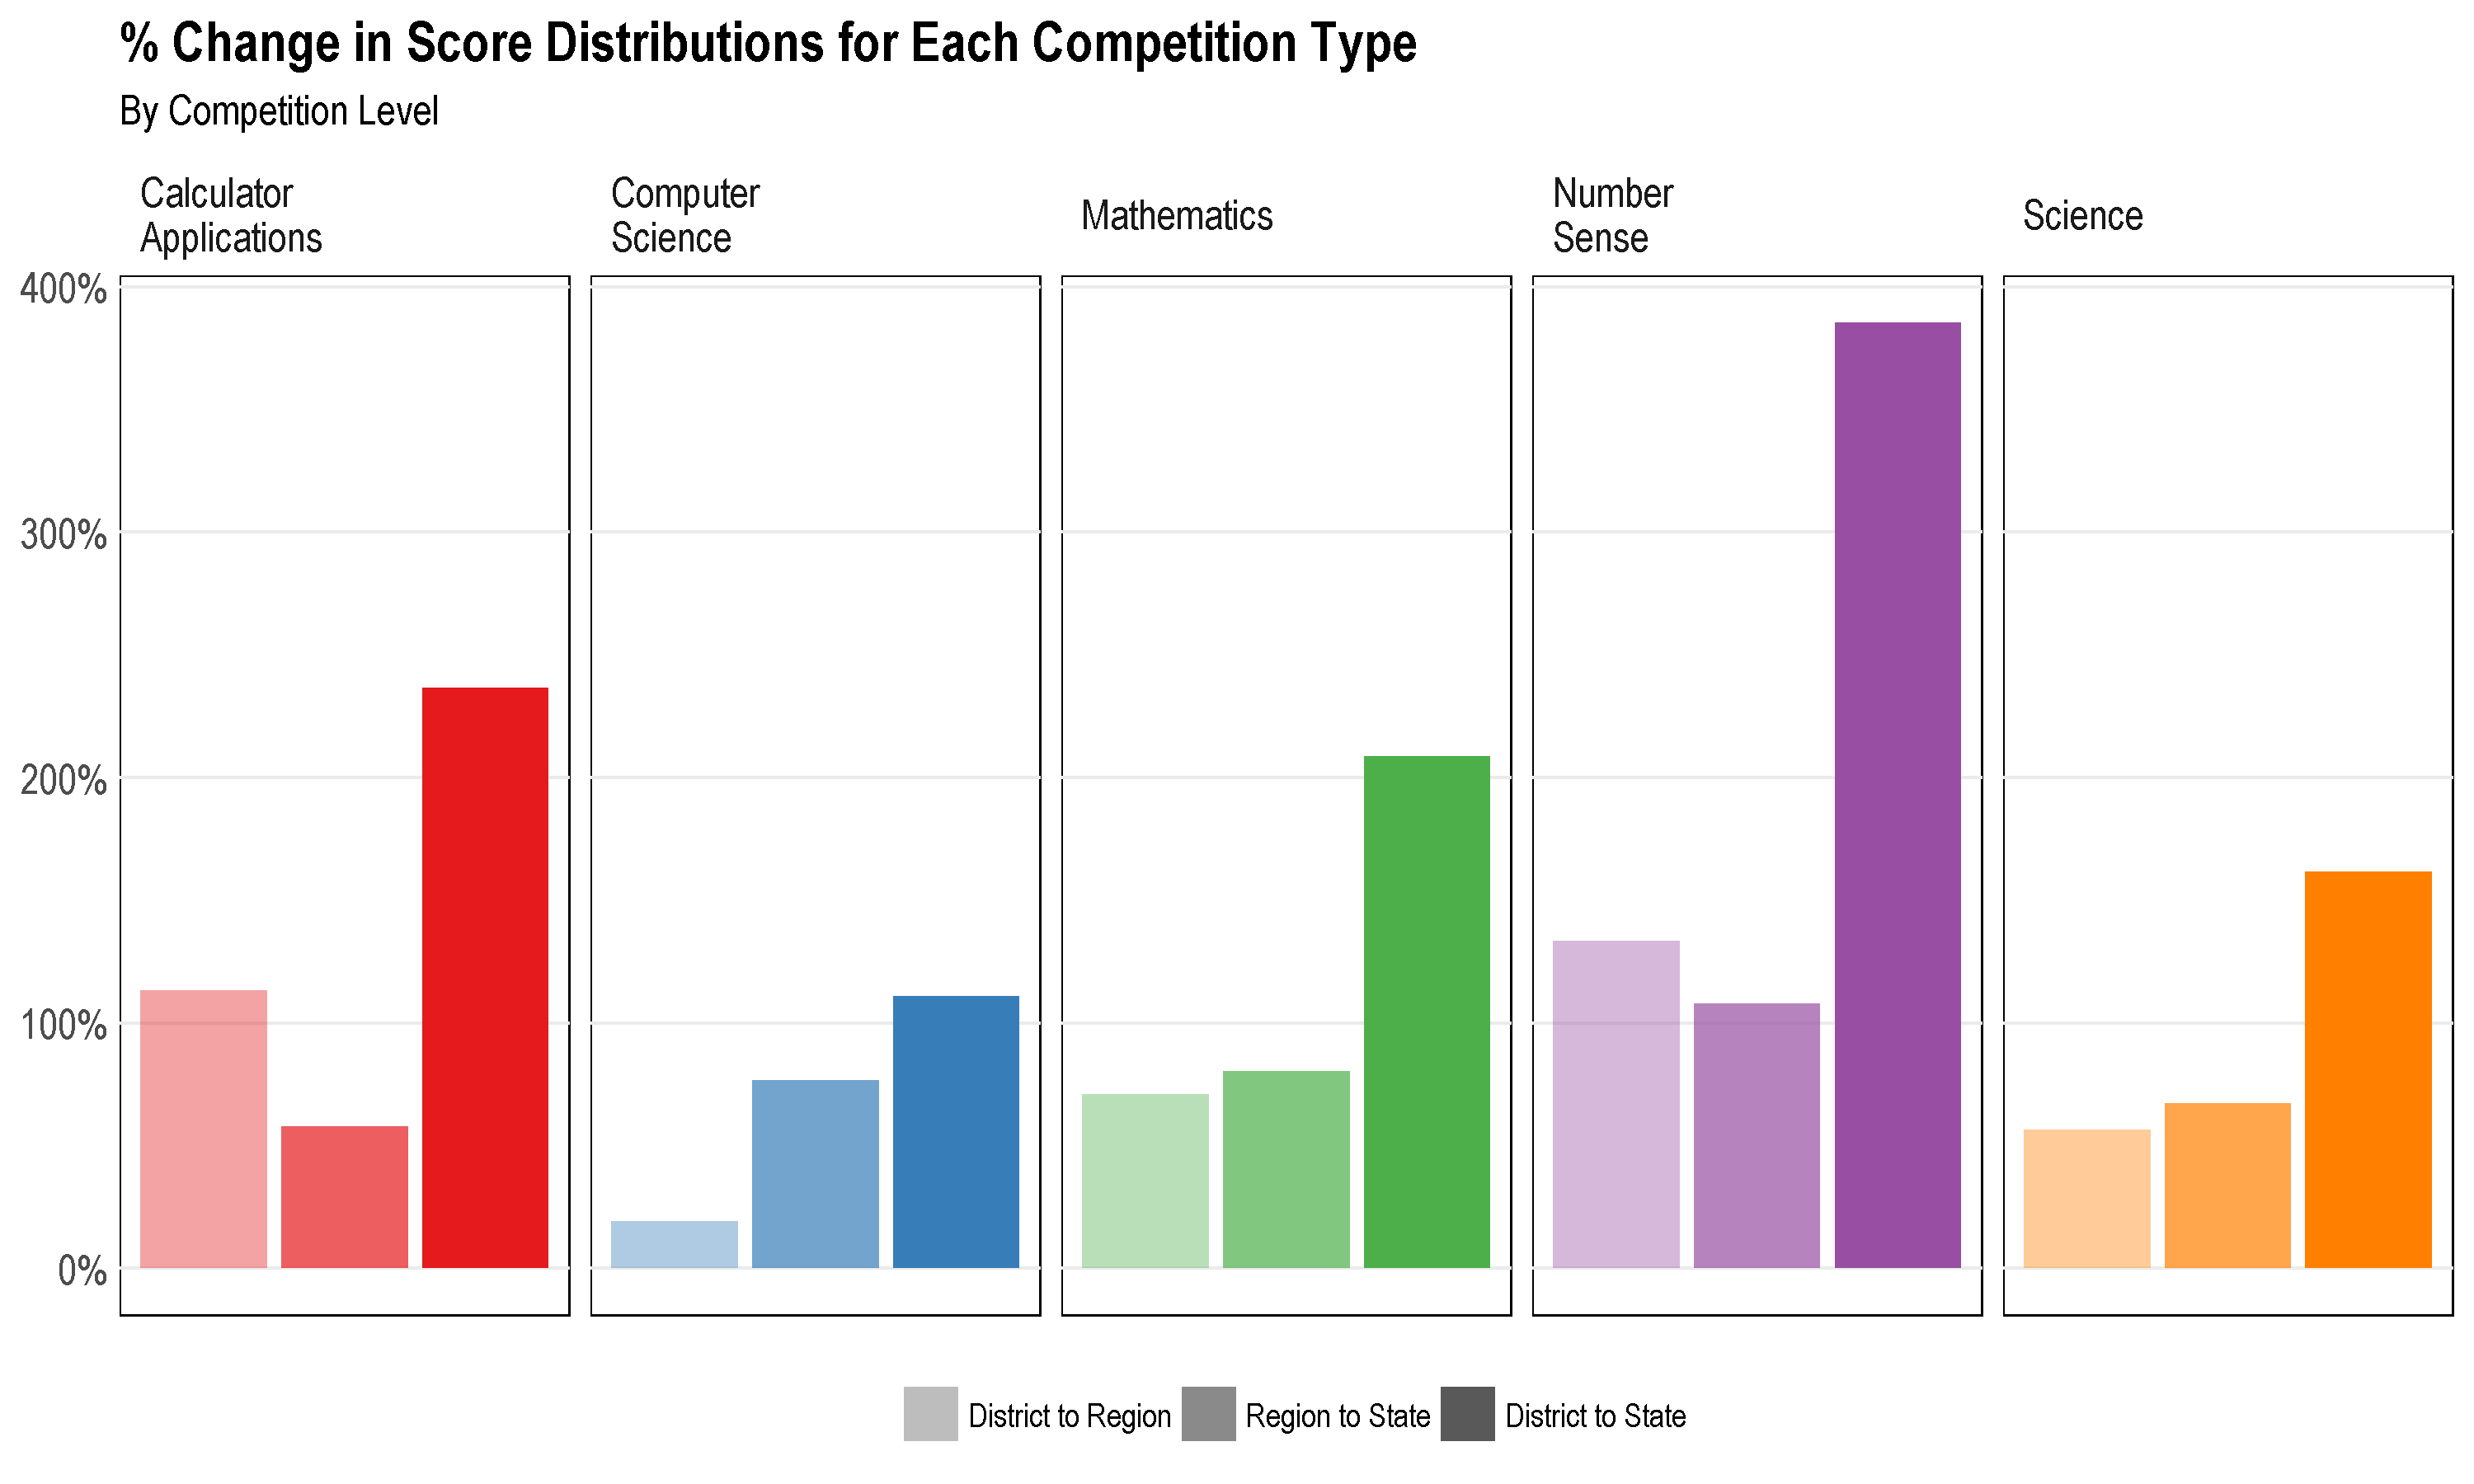 % Change in Score Distributions for Each Competition Type
By Competition Level
Calculator
Applications
Computer
Science
Mathematics
Number
Sense
Science
400%
300%
200%
100%
0%
District to Region
Region to State
District to State